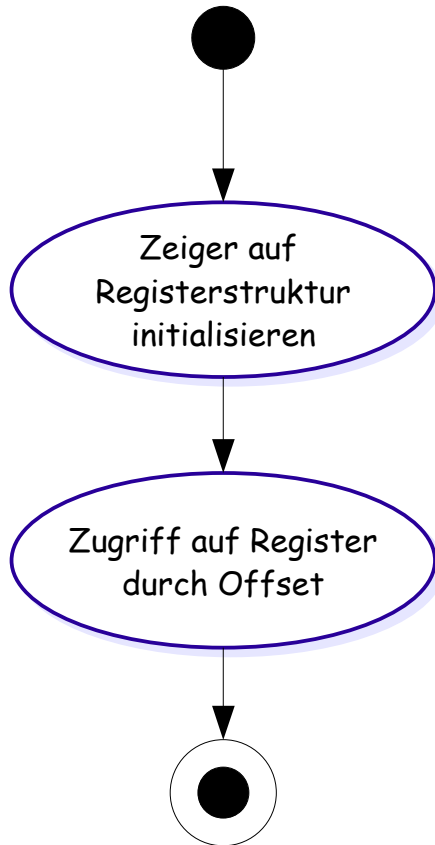 Zeiger auf
Registerstruktur
initialisieren
Zugriff auf Register
durch Offset